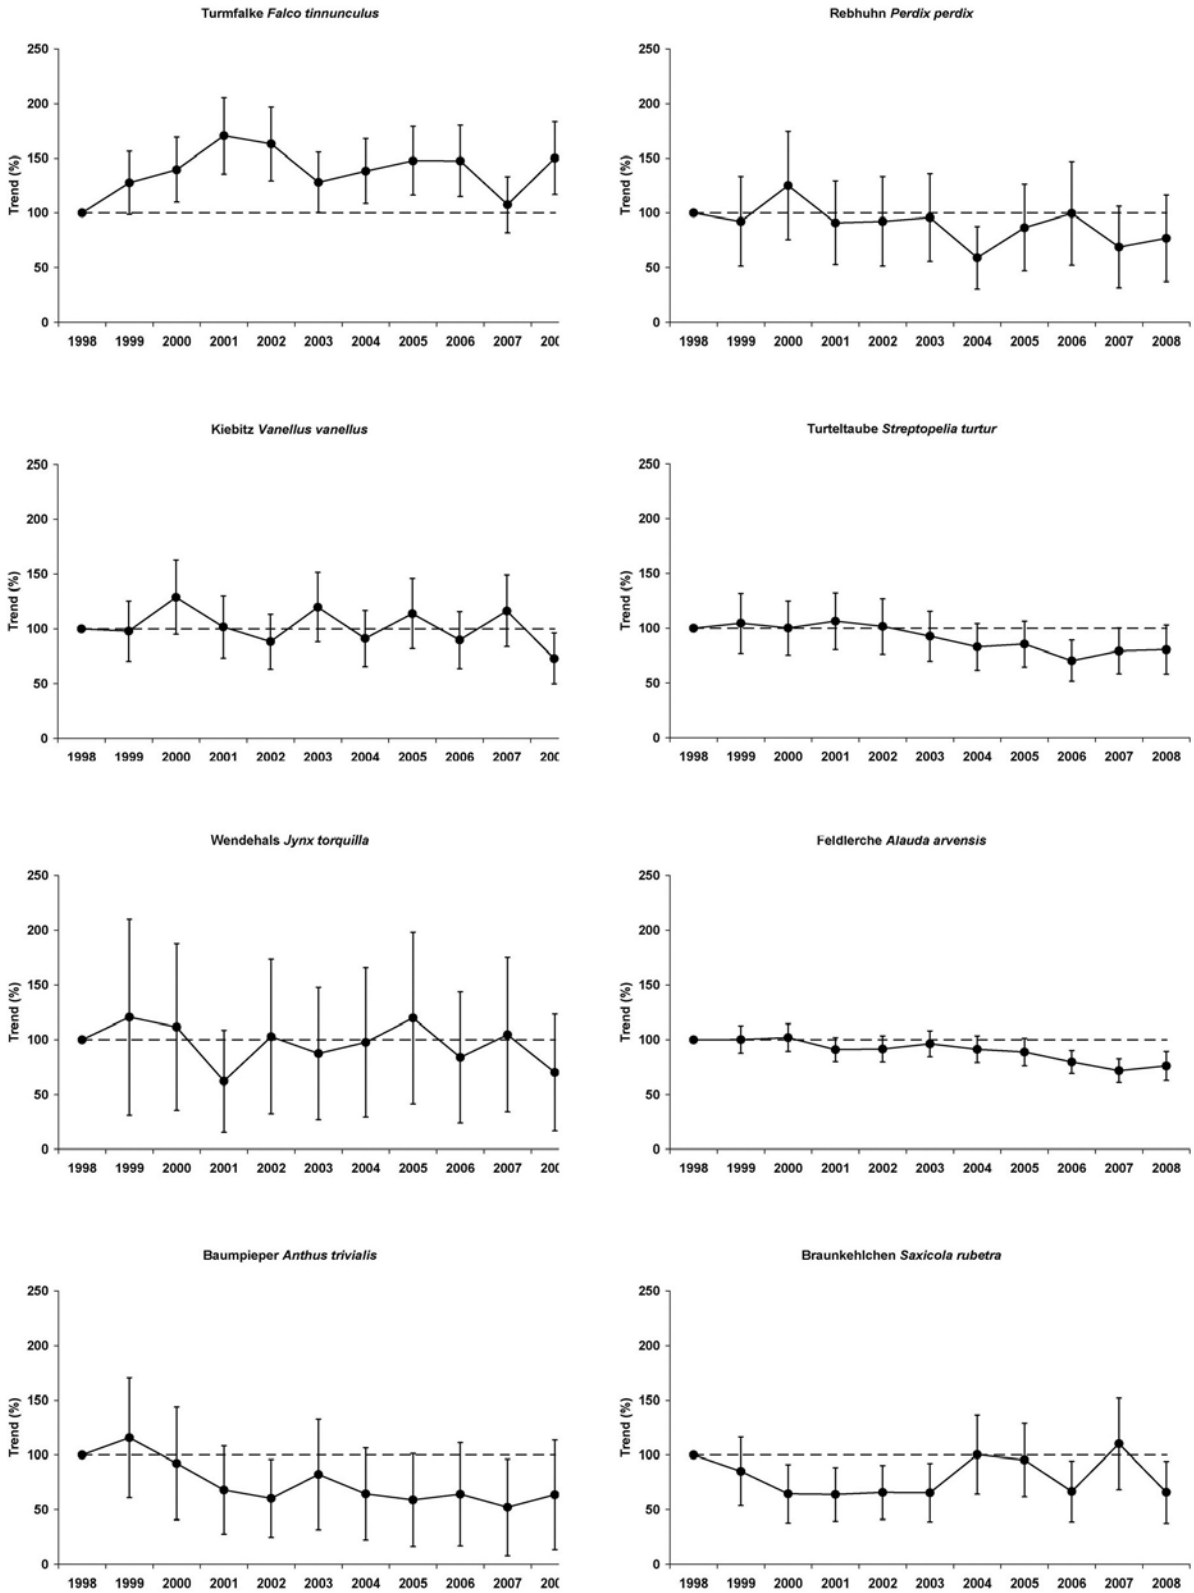 Turmfalke Falco tinnunculus
Trend (%)
250
200
150
100
50
0
1998 1999 2000 2001 2002 2003 2004 2005 2006 2007 200
Rebhuhn Perdix perdix
Trend (%)
250
200
150
100
50
0
1998 1999 2000 2001 2002 2003 2004 2005 2006 2007 2008
Kiebitz Vanellus vanellus
Trend (%)
250
200
150
100
50
0
1998 1999 2000 2001 2002 2003 2004 2005 2006 2007 200
Turteltaube Streptopelia turtur
Trend (%)
250
200
150
100
50
0
1998 1999 2000 2001 2002 2003 2004 2005 2006 2007 2008
Wendehals Jynx torquilla
Trend (%)
250
200
150
100
50
0
1998 1999 2000 2001 2002 2003 2004 2005 2006 2007 200
Feldlerche Alauda arvensis
Trend (%)
250
200
150
100
50
0
1998 1999 2000 2001 2002 2003 2004 2005 2006 2007 2008
Baumpieper Anthus trivialis
Trend (%)
250
200
150
100
50
0
1998 1999 2000 2001 2002 2003 2004 2005 2006 2007 200
Braunkehlchen Saxicola rubetra
Trend (%)
250
200
150
100
50
0
1998 1999 2000 2001 2002 2003 2004 2005 2006 2007 2008